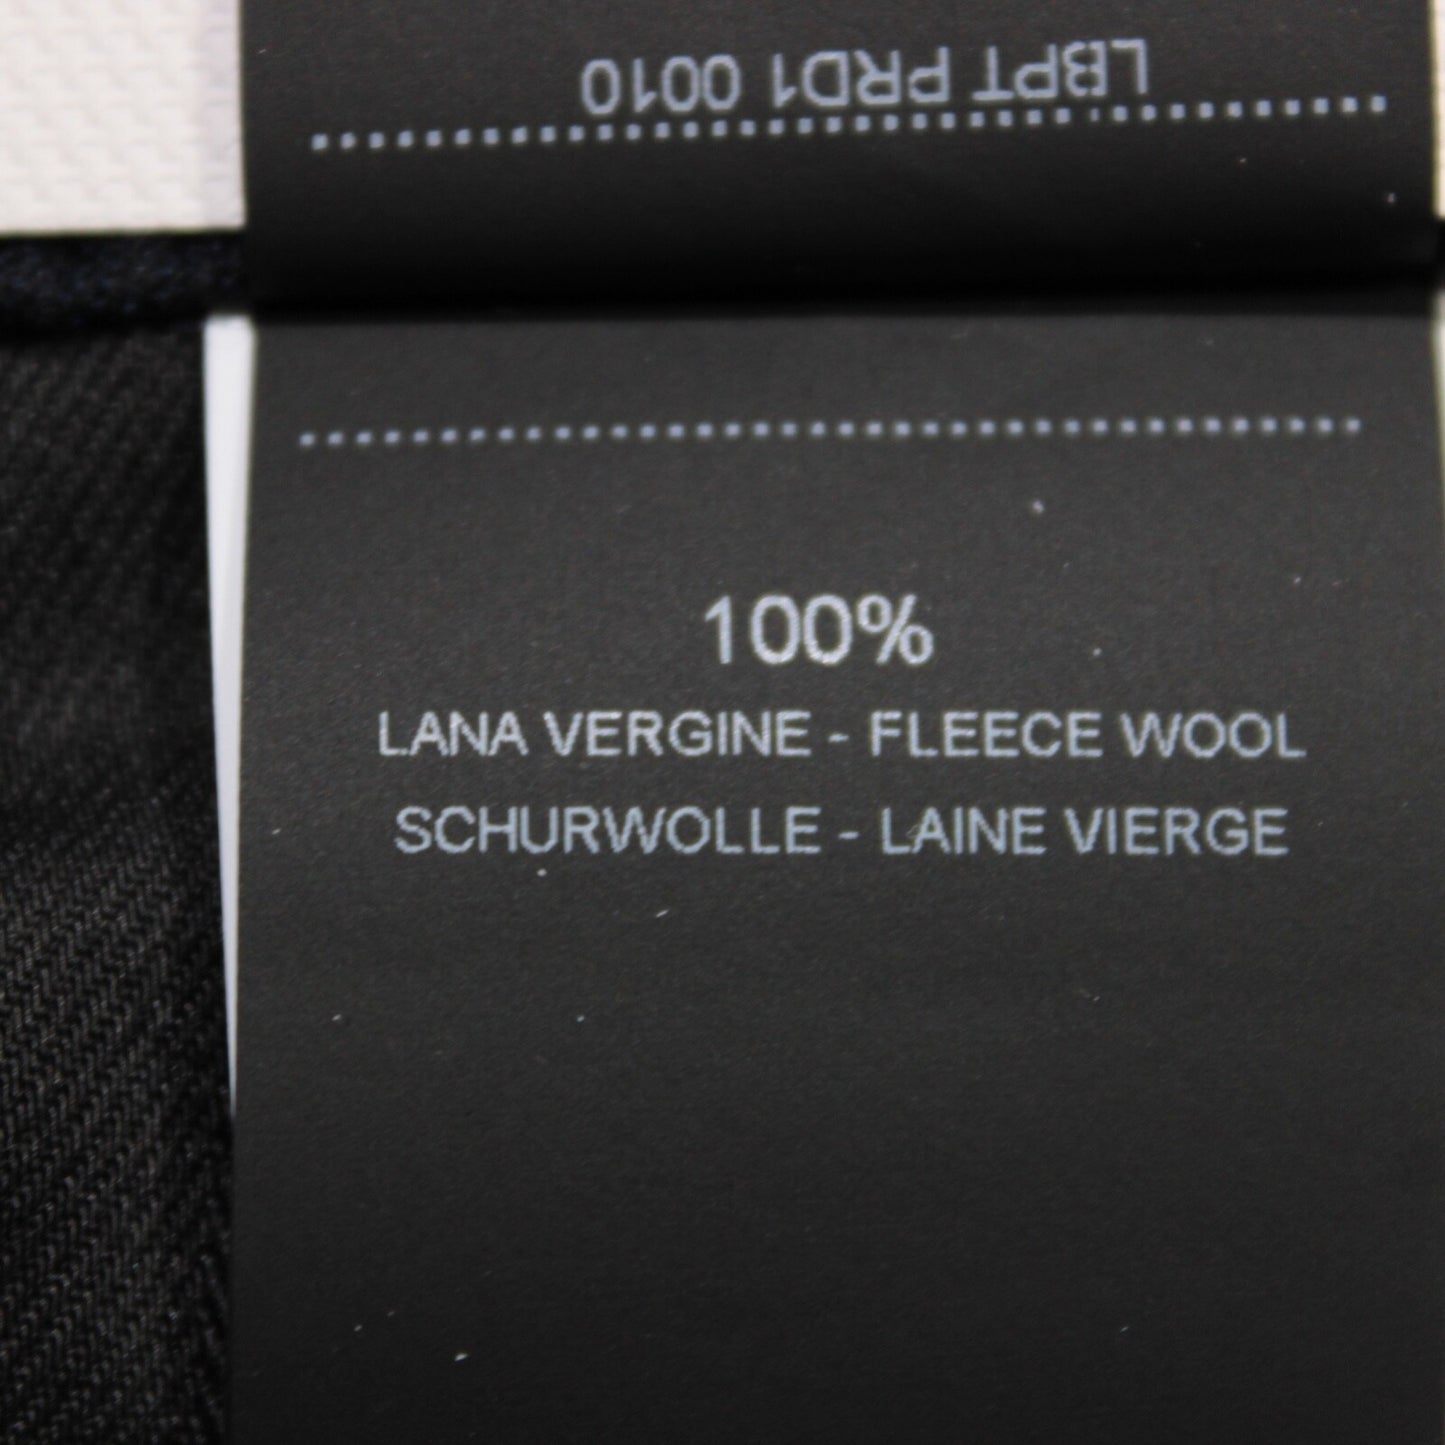 LBPT PRD1 0010
100%
LANA VERGINE - FLEECE WOOL
SCHURWOLLE - LAINE VIERGE